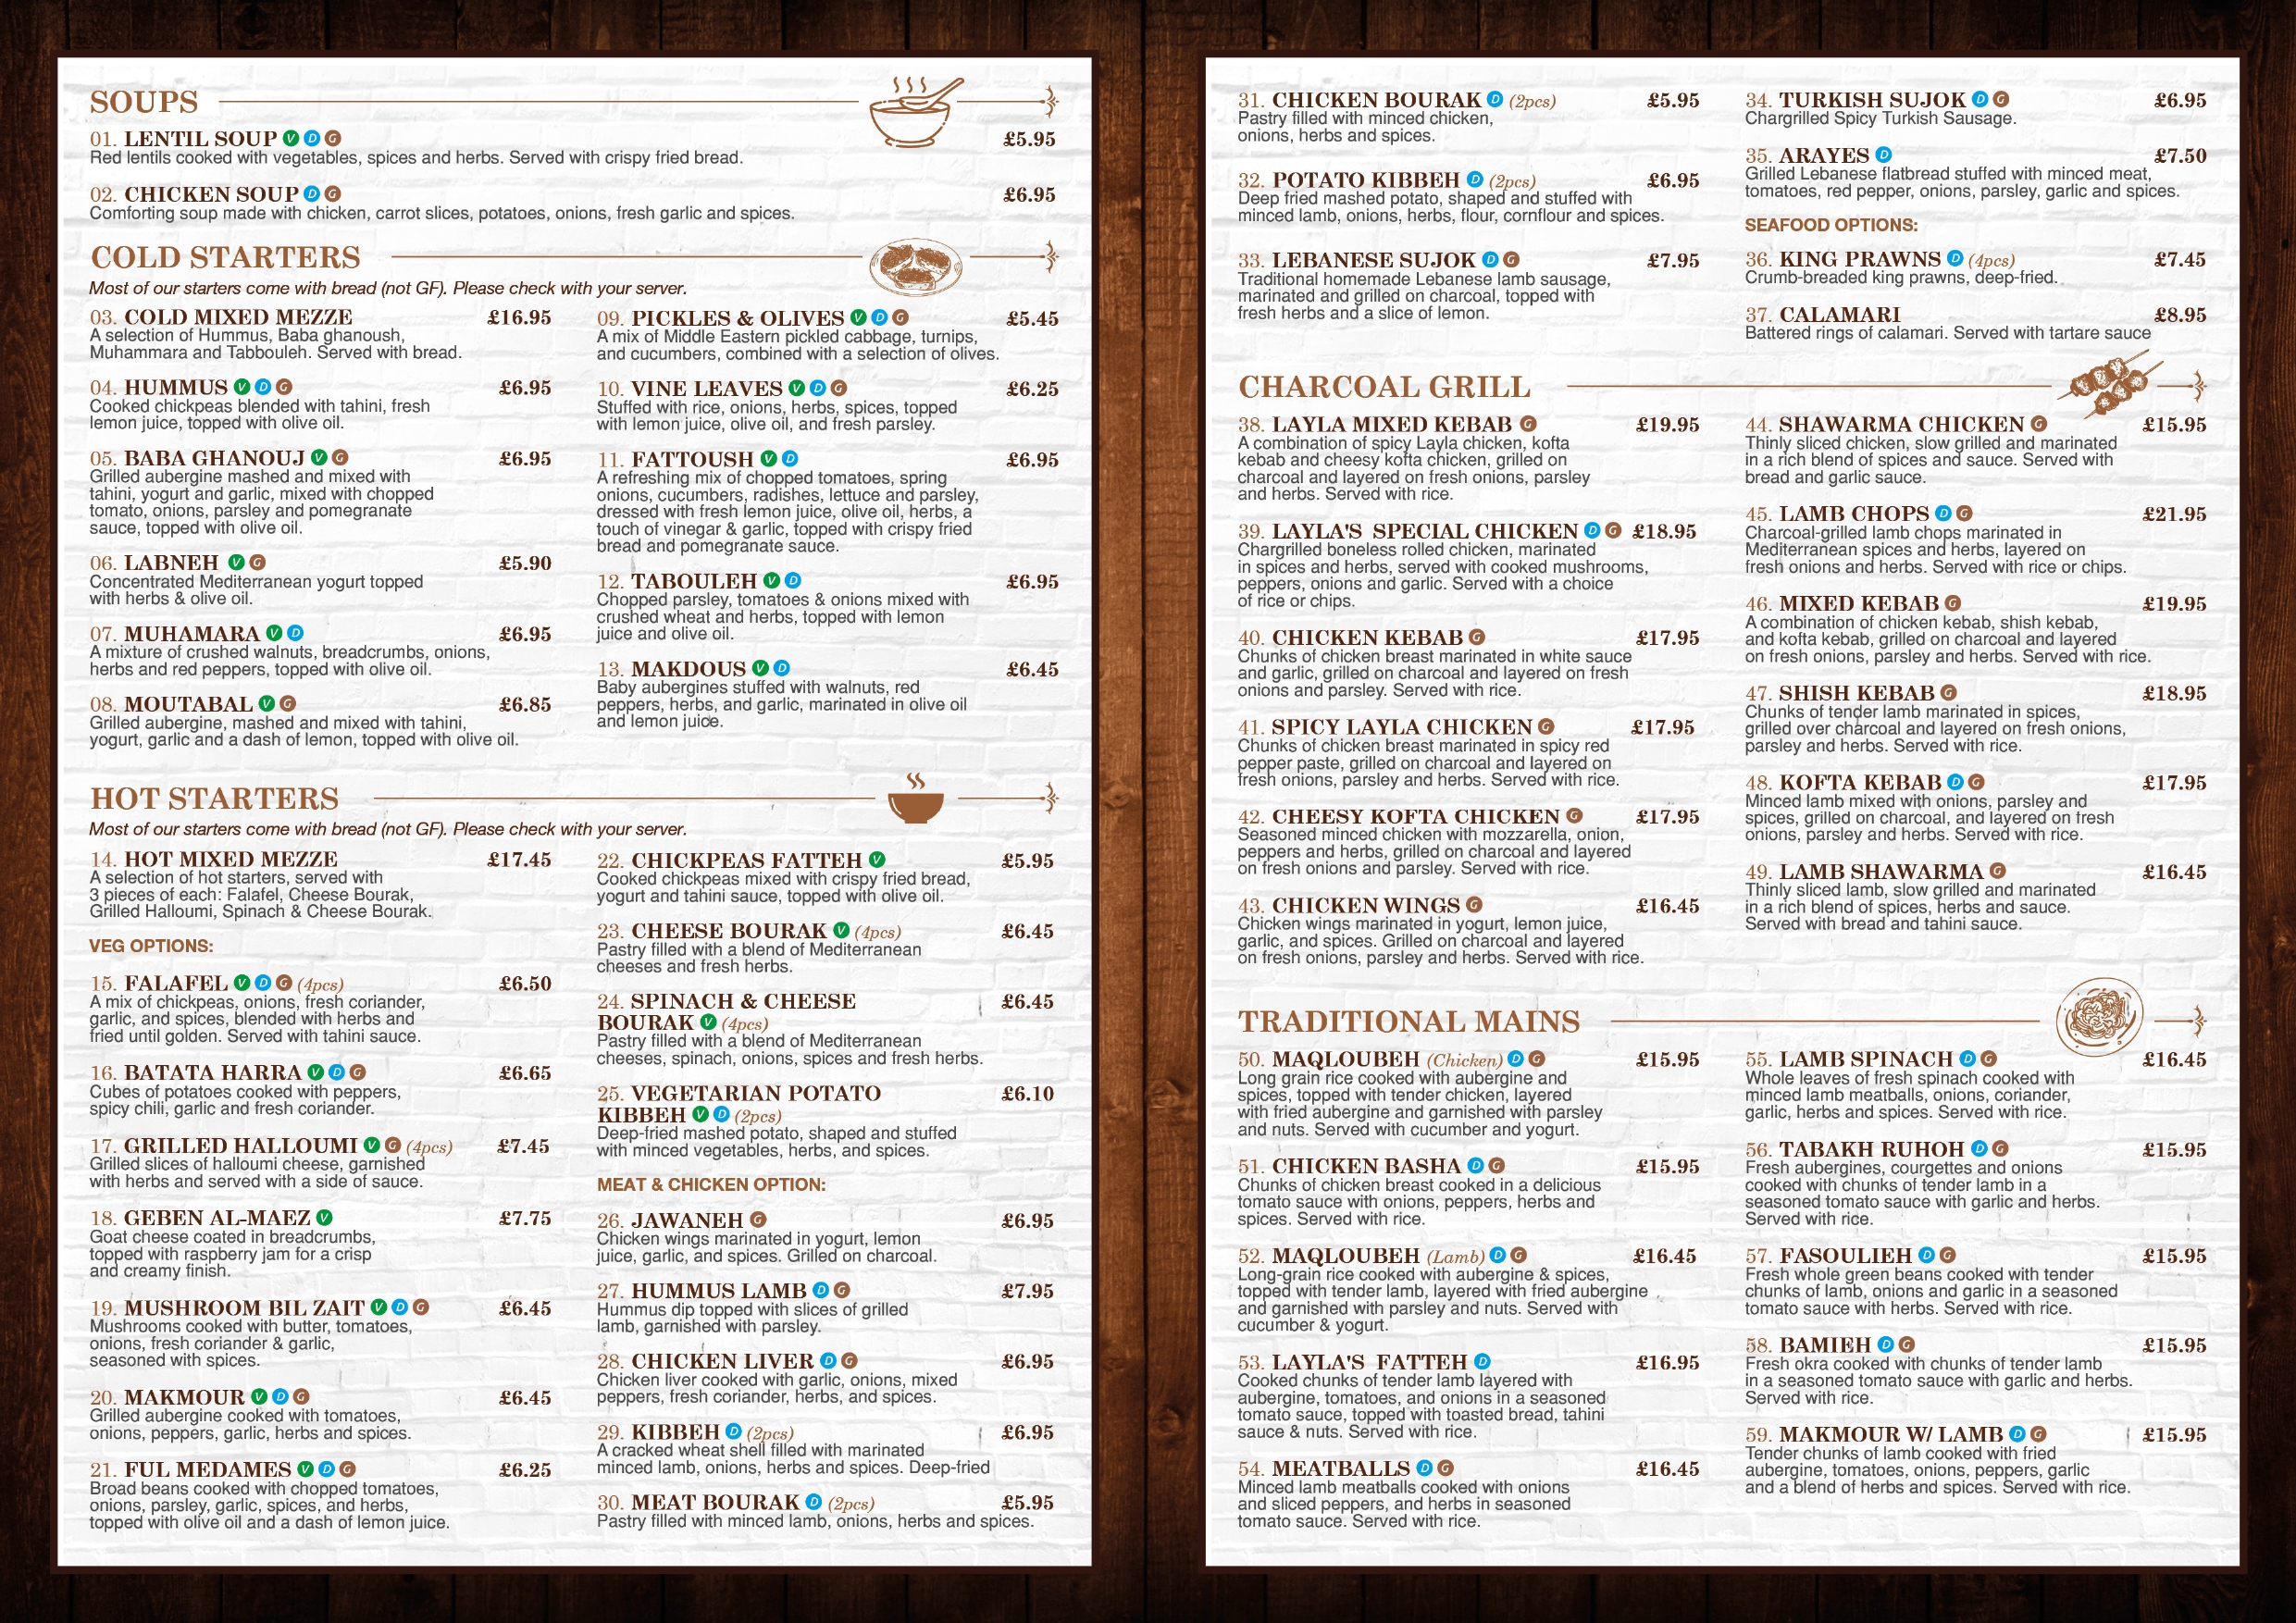 SOUPS
01. LENTIL SOUP V D G £5.95
Red lentils cooked with vegetables, spices and herbs. Served with crispy fried bread.
02. CHICKEN SOUP D G £6.95
Comforting soup made with chicken, carrot slices, potatoes, onions, fresh garlic and spices.
COLD STARTERS
Most of our starters come with bread (not GF). Please check with your server.
03. COLD MIXED MEZZE £16.95
A selection of Hummus, Baba ghanoush,
Muhammara and Tabbouleh. Served with bread.
04. HUMMUS V D G £6.95
Cooked chickpeas blended with tahini, fresh
lemon juice, topped with olive oil.
05. BABA GHANOUJ V G £6.95
Grilled aubergine mashed and mixed with
tahini, yogurt and garlic, mixed with chopped
tomato, onions, parsley and pomegranate
sauce, topped with olive oil.
06. LABNEH V G £5.90
Concentrated Mediterranean yogurt topped
with herbs & olive oil.
07. MUHAMARA V D £6.95
A mixture of crushed walnuts, breadcrumbs, onions,
herbs and red peppers, topped with olive oil.
08. MOUTABAL V G £6.85
Grilled aubergine, mashed and mixed with tahini,
yogurt, garlic and a dash of lemon, topped with olive oil.
09. PICKLES & OLIVES V D G £5.45
A mix of Middle Eastern pickled cabbage, turnips,
and cucumbers, combined with a selection of olives.
10. VINE LEAVES V D G £6.25
Stuffed with rice, onions, herbs, spices, topped
with lemon juice, olive oil, and fresh parsley.
11. FATTOUSH V D £6.95
A refreshing mix of chopped tomatoes, spring
onions, cucumbers, radishes, lettuce and parsley,
dressed with fresh lemon juice, olive oil, herbs, a
touch of vinegar & garlic, topped with crispy fried
bread and pomegranate sauce.
12. TABOULEH V D £6.95
Chopped parsley, tomatoes & onions mixed with
crushed wheat and herbs, topped with lemon
juice and olive oil.
13. MAKDOUS V D £6.45
Baby aubergines stuffed with walnuts, red
peppers, herbs, and garlic, marinated in olive oil
and lemon juice.
HOT STARTERS
Most of our starters come with bread (not GF). Please check with your server.
14. HOT MIXED MEZZE £17.45
A selection of hot starters, served with
3 pieces of each: Falafel, Cheese Bourak,
Grilled Halloumi, Spinach & Cheese Bourak.
VEG OPTIONS:
15. FALAFEL V D G (4pcs) £6.50
A mix of chickpeas, onions, fresh coriander,
garlic, and spices, blended with herbs and
fried until golden. Served with tahini sauce.
16. BATATA HARRA V D G £6.65
Cubes of potatoes cooked with peppers,
spicy chili, garlic and fresh coriander.
17. GRILLED HALLOUMI V G (4pcs) £7.45
Grilled slices of halloumi cheese, garnished
with herbs and served with a side of sauce.
18. GEBEN AL-MAEZ V £7.75
Goat cheese coated in breadcrumbs,
topped with raspberry jam for a crisp
and creamy finish.
19. MUSHROOM BIL ZAIT V D G £6.45
Mushrooms cooked with butter, tomatoes,
onions, fresh coriander & garlic,
seasoned with spices.
20. MAKMOUR V D G £6.45
Grilled aubergine cooked with tomatoes,
onions, peppers, garlic, herbs and spices.
21. FUL MEDAMES V D G £6.25
Broad beans cooked with chopped tomatoes,
onions, parsley, garlic, spices, and herbs,
topped with olive oil and a dash of lemon juice.
22. CHICKPEAS FATTEH V £5.95
Cooked chickpeas mixed with crispy fried bread,
yogurt and tahini sauce, topped with olive oil.
23. CHEESE BOURAK V (4pcs) £6.45
Pastry filled with a blend of Mediterranean
cheeses and fresh herbs.
24. SPINACH & CHEESE £6.45
BOURAK V (4pcs)
Pastry filled with a blend of Mediterranean
cheeses, spinach, onions, spices and fresh herbs.
25. VEGETARIAN POTATO £6.10
KIBBEH V D (2pcs)
Deep-fried mashed potato, shaped and stuffed
with minced vegetables, herbs, and spices.
MEAT & CHICKEN OPTION:
26. JAWANEH G £6.95
Chicken wings marinated in yogurt, lemon
juice, garlic, and spices. Grilled on charcoal.
27. HUMMUS LAMB D G £7.95
Hummus dip topped with slices of grilled
lamb, garnished with parsley.
28. CHICKEN LIVER D G £6.95
Chicken liver cooked with garlic, onions, mixed
peppers, fresh coriander, herbs, and spices.
29. KIBBEH D (2pcs) £6.95
A cracked wheat shell filled with marinated
minced lamb, onions, herbs and spices. Deep-fried
30. MEAT BOURAK D (2pcs) £5.95
Pastry filled with minced lamb, onions, herbs and spices.
31. CHICKEN BOURAK D (2pcs) £5.95
Pastry filled with minced chicken,
onions, herbs and spices.
32. POTATO KIBBEH D (2pcs) £6.95
Deep fried mashed potato, shaped and stuffed with
minced lamb, onions, herbs, flour, cornflour and spices.
33. LEBANESE SUJOK D G £7.95
Traditional homemade Lebanese lamb sausage,
marinated and grilled on charcoal, topped with
fresh herbs and a slice of lemon.
34. TURKISH SUJOK D G £6.95
Chargrilled Spicy Turkish Sausage.
35. ARAYES D £7.50
Grilled Lebanese flatbread stuffed with minced meat,
tomatoes, red pepper, onions, parsley, garlic and spices.
SEAFOOD OPTIONS:
36. KING PRAWNS D (4pcs) £7.45
Crumb-breaded king prawns, deep-fried.
37. CALAMARI £8.95
Battered rings of calamari. Served with tartare sauce
CHARCOAL GRILL
38. LAYLA MIXED KEBAB G £19.95
A combination of spicy Layla chicken, kofta
kebab and cheesy kofta chicken, grilled on
charcoal and layered on fresh onions, parsley
and herbs. Served with rice.
39. LAYLA'S SPECIAL CHICKEN D G £18.95
Chargrilled boneless rolled chicken, marinated
in spices and herbs, served with cooked mushrooms,
peppers, onions and garlic. Served with a choice
of rice or chips.
40. CHICKEN KEBAB G £17.95
Chunks of chicken breast marinated in white sauce
and garlic, grilled on charcoal and layered on fresh
onions and parsley. Served with rice.
41. SPICY LAYLA CHICKEN G £17.95
Chunks of chicken breast marinated in spicy red
pepper paste, grilled on charcoal and layered on
fresh onions, parsley and herbs. Served with rice.
42. CHEESY KOFTA CHICKEN G £17.95
Seasoned minced chicken with mozzarella, onion,
peppers and herbs, grilled on charcoal and layered
on fresh onions and parsley. Served with rice.
43. CHICKEN WINGS G £16.45
Chicken wings marinated in yogurt, lemon juice,
garlic, and spices. Grilled on charcoal and layered
on fresh onions, parsley and herbs. Served with rice.
44. SHAWARMA CHICKEN G £15.95
Thinly sliced chicken, slow grilled and marinated
in a rich blend of spices and sauce. Served with
bread and garlic sauce.
45. LAMB CHOPS D G £21.95
Charcoal-grilled lamb chops marinated in
Mediterranean spices and herbs, layered on
fresh onions and herbs. Served with rice or chips.
46. MIXED KEBAB G £19.95
A combination of chicken kebab, shish kebab,
and kofta kebab, grilled on charcoal and layered
on fresh onions, parsley and herbs. Served with rice.
47. SHISH KEBAB G £18.95
Chunks of tender lamb marinated in spices,
grilled over charcoal and layered on fresh onions,
parsley and herbs. Served with rice.
48. KOFTA KEBAB D G £17.95
Minced lamb mixed with onions, parsley and
spices, grilled on charcoal, and layered on fresh
onions, parsley and herbs. Served with rice.
49. LAMB SHAWARMA G £16.45
Thinly sliced lamb, slow grilled and marinated
in a rich blend of spices, herbs and sauce.
Served with bread and tahini sauce.
TRADITIONAL MAINS
50. MAQLOUBEH (Chicken) D G £15.95
Long grain rice cooked with aubergine and
spices, topped with tender chicken, layered
with fried aubergine and garnished with parsley
and nuts. Served with cucumber and yogurt.
51. CHICKEN BASHA D G £15.95
Chunks of chicken breast cooked in a delicious
tomato sauce with onions, peppers, herbs and
spices. Served with rice.
52. MAQLOUBEH (Lamb) D G £16.45
Long-grain rice cooked with aubergine & spices,
topped with tender lamb, layered with fried aubergine
and garnished with parsley and nuts. Served with
cucumber & yogurt.
53. LAYLA'S FATTEH D £16.95
Cooked chunks of tender lamb layered with
aubergine, tomatoes, and onions in a seasoned
tomato sauce, topped with toasted bread, tahini
sauce & nuts. Served with rice.
54. MEATBALLS D G £16.45
Minced lamb meatballs cooked with onions
and sliced peppers, and herbs in seasoned
tomato sauce. Served with rice.
55. LAMB SPINACH D G £16.45
Whole leaves of fresh spinach cooked with
minced lamb meatballs, onions, coriander,
garlic, herbs and spices. Served with rice.
56. TABAKH RUHOH D G £15.95
Fresh aubergines, courgettes and onions
cooked with chunks of tender lamb in a
seasoned tomato sauce with garlic and herbs.
Served with rice.
57. FASOULIEH D G £15.95
Fresh whole green beans cooked with tender
chunks of lamb, onions and garlic in a seasoned
tomato sauce with herbs. Served with rice.
58. BAMIEH D G £15.95
Fresh okra cooked with chunks of tender lamb
in a seasoned tomato sauce with garlic and herbs.
Served with rice.
59. MAKMOUR W/ LAMB D G £15.95
Tender chunks of lamb cooked with fried
aubergine, tomatoes, onions, peppers, garlic
and a blend of herbs and spices. Served with rice.